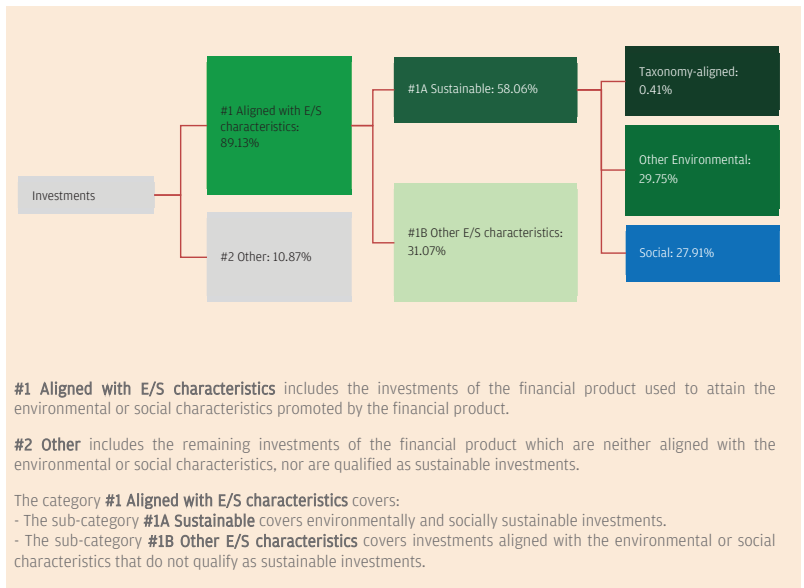 Investments
#1 Aligned with E/S
characteristics:
89.13%
#2 Other: 10.87%
#1A Sustainable: 58.06%
#1B Other E/S characteristics:
31.07%
Taxonomy-aligned:
0.41%
Other Environmental:
29.75%
Social: 27.91%
#1 Aligned with E/S characteristics includes the investments of the financial product used to attain the
environmental or social characteristics promoted by the financial product.
#2 Other includes the remaining investments of the financial product which are neither aligned with the
environmental or social characteristics, nor are qualified as sustainable investments.
The category #1 Aligned with E/S characteristics covers:
- The sub-category #1A Sustainable covers environmentally and socially sustainable investments.
- The sub-category #1B Other E/S characteristics covers investments aligned with the environmental or social
characteristics that do not qualify as sustainable investments.